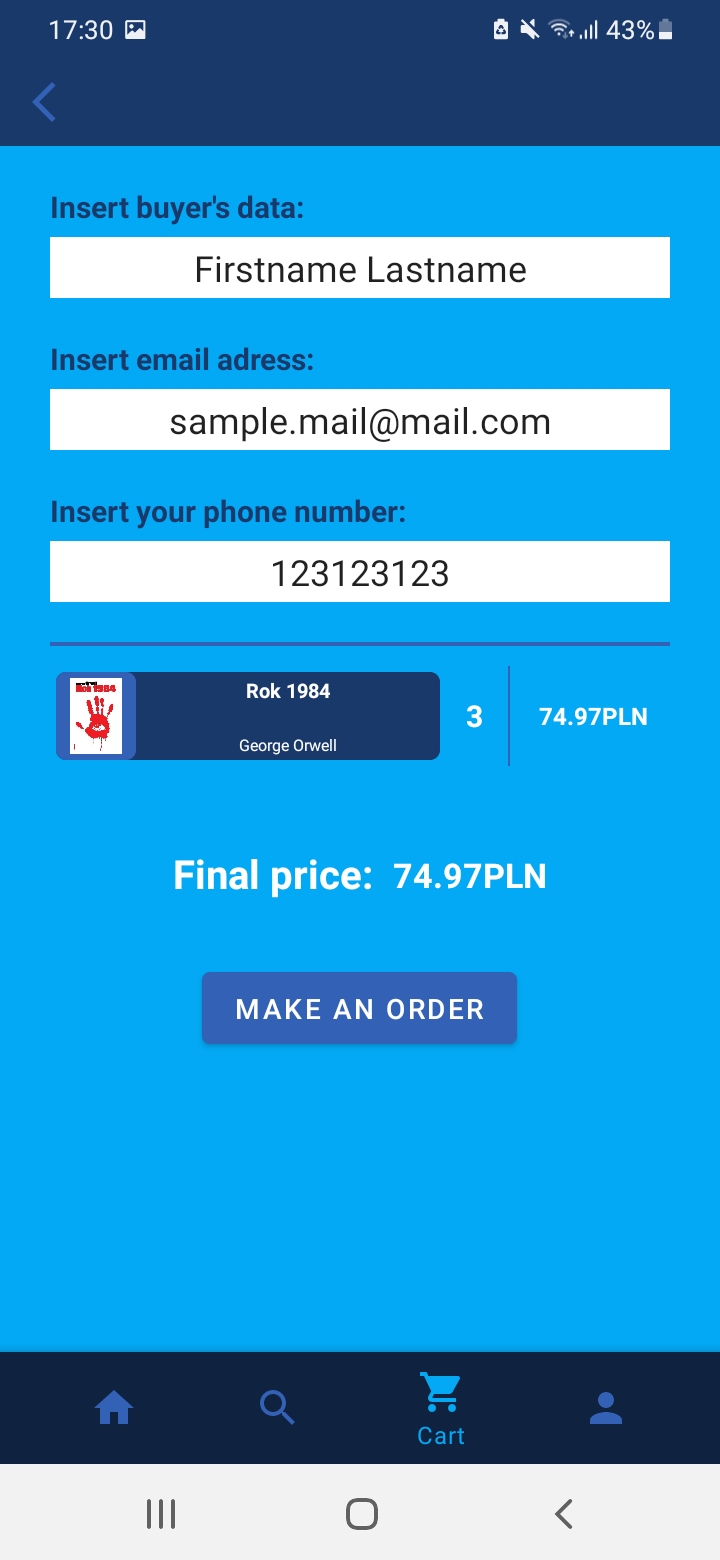 17:30 43%
Insert buyer's data:
Firstname Lastname
Insert email adress:
sample.mail@mail.com
Insert your phone number:
123123123
Rok 1984
Rok 1984
George Orwell
3
74.97PLN
Final price: 74.97PLN
MAKE AN ORDER
Cart